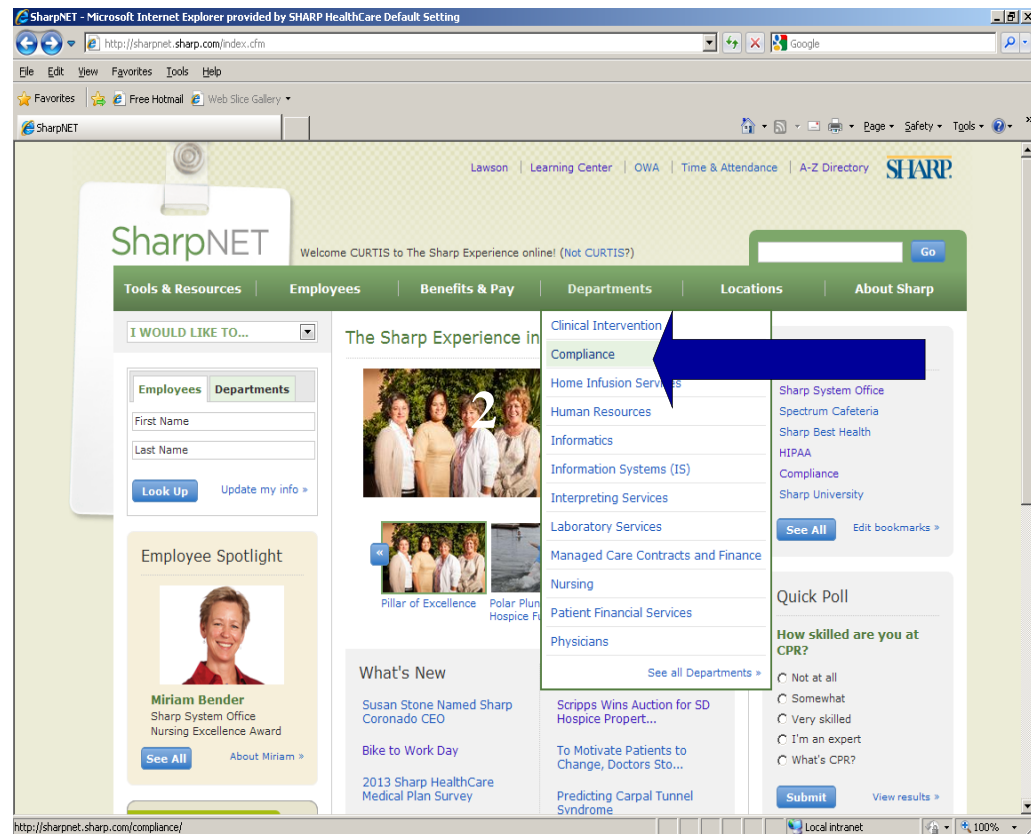 SharpNET - Microsoft Internet Explorer provided by SHARP HealthCare Default Setting
http://sharpnet.sharp.com/index.cfm
Google
File Edit View Favorites Tools Help
Favorites Free Hotmail Web Slice Gallery
SharpNET
Page Safety Tools
Lawson | Learning Center | OWA | Time & Attendance | A-Z Directory
SHARP.
SharpNET
Welcome CURTIS to The Sharp Experience online! (Not CURTIS?)
Go
Tools & Resources | Employees | Benefits & Pay | Departments | Locations | About Sharp
I WOULD LIKE TO...
Employees Departments
First Name
Last Name
Look Up Update my info »
Employee Spotlight
Miriam Bender
Sharp System Office
Nursing Excellence Award
See All About Miriam »
The Sharp Experience in
2
«
Pillar of Excellence
Polar Plun
Hospice Fu
What's New
Susan Stone Named Sharp
Coronado CEO
Bike to Work Day
2013 Sharp HealthCare
Medical Plan Survey
Scripps Wins Auction for SD
Hospice Propert...
To Motivate Patients to
Change, Doctors Sto...
Predicting Carpal Tunnel
Syndrome
Clinical Intervention
Compliance
Home Infusion Services
Human Resources
Informatics
Information Systems (IS)
Interpreting Services
Laboratory Services
Managed Care Contracts and Finance
Nursing
Patient Financial Services
Physicians
See all Departments »
Sharp System Office
Spectrum Cafeteria
Sharp Best Health
HIPAA
Compliance
Sharp University
See All Edit bookmarks »
Quick Poll
How skilled are you at
CPR?
Not at all
Somewhat
Very skilled
I'm an expert
What's CPR?
Submit View results »
http://sharpnet.sharp.com/compliance/
Local intranet
100%